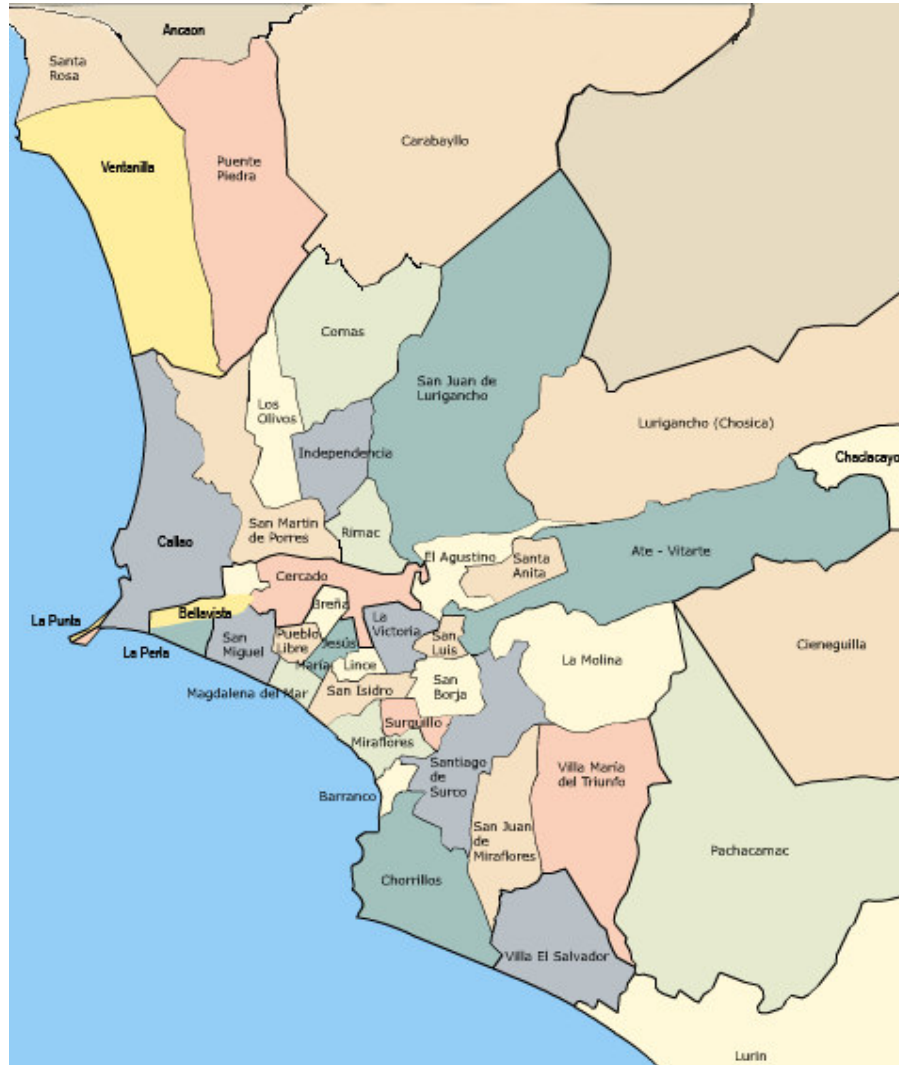 Ancaon
Santa
Rosa
Carabayllo
Ventanilla
Puente
Piedra
Comas
San Juan de
Lurigancho
Los
Olivos
Lurigancho (Chosica)
Independencia
Chaclacayo
San Martin
de Porres
Rimac
Callao
El Agustino
Santa
Anita
Ate - Vitarte
Cercado
Breña
La Punta
Bellavista
La
Victoria
La Perla
San
Miguel
Pueblo
Libre
Jesús
María
San
Luis
Lince
La Molina
Cieneguilla
Magdalena del Mar
San Isidro
San
Borja
Surquillo
Miraflores
Santiago
de
Surco
Villa María
del Triunfo
Barranco
San Juan
de
Miraflores
Pachacamac
Chorrillos
Villa El Salvador
Lurin